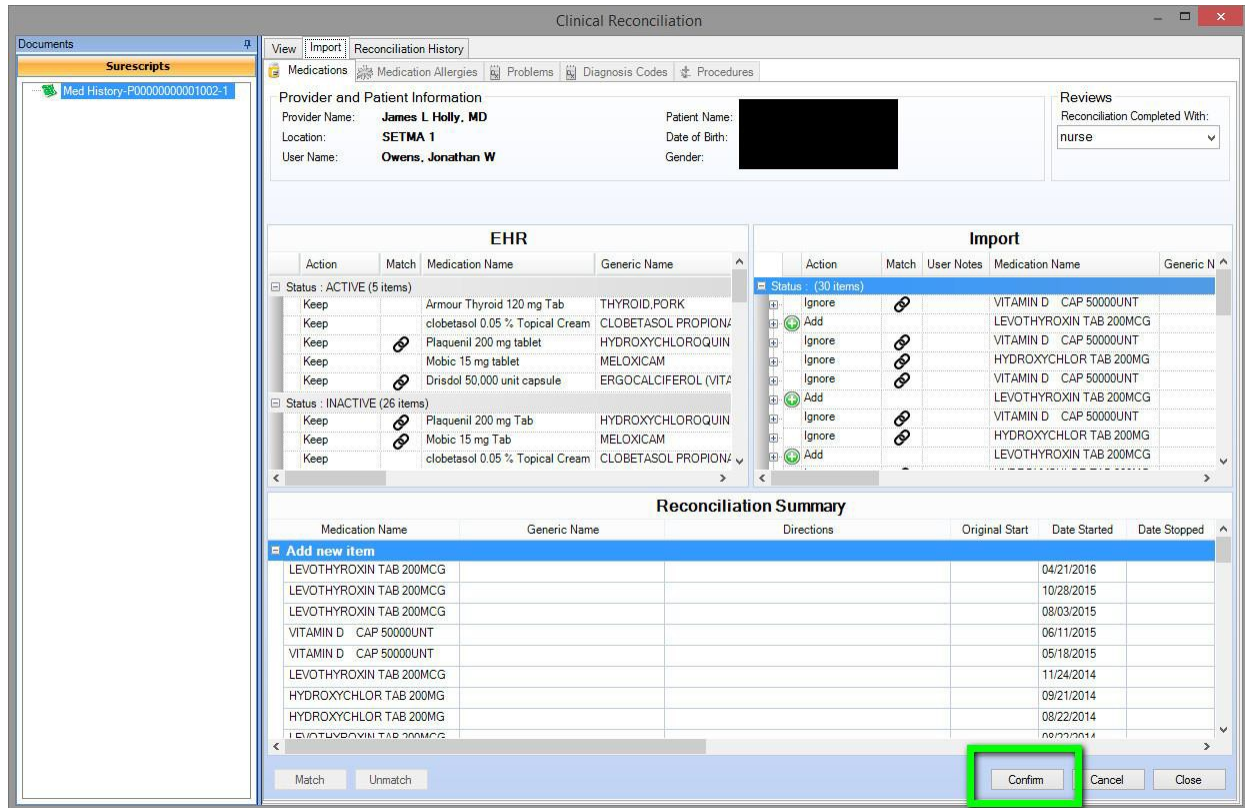 Clinical Reconciliation
Documents
Surescripts
Med History-P00000000001002-1
View Import Reconciliation History
Medications Medication Allergies Problems Diagnosis Codes Procedures
Provider and Patient Information
Provider Name: James L Holly, MD Patient Name:
Location: SETMA 1 Date of Birth:
User Name: Owens, Jonathan W Gender:
Reviews
Reconciliation Completed With:
nurse
EHR
Action Match Medication Name Generic Name
Status : ACTIVE (5 items)
Keep Armour Thyroid 120 mg Tab THYROID,PORK
Keep clobetasol 0.05 % Topical Cream CLOBETASOL PROPIONA
Keep Plaquenil 200 mg tablet HYDROXYCHLOROQUIN
Keep Mobic 15 mg tablet MELOXICAM
Keep Drisdol 50,000 unit capsule ERGOCALCIFEROL (VITA
Status : INACTIVE (26 items)
Keep Plaquenil 200 mg Tab HYDROXYCHLOROQUIN
Keep Mobic 15 mg Tab MELOXICAM
Keep clobetasol 0.05 % Topical Cream CLOBETASOL PROPIONA
Import
Action Match User Notes Medication Name Generic N
Status : (30 items)
Ignore VITAMIN D CAP 50000UNT
Add LEVOTHYROXIN TAB 200MCG
Ignore VITAMIN D CAP 50000UNT
Ignore HYDROXYCHLOR TAB 200MG
Ignore VITAMIN D CAP 50000UNT
Add LEVOTHYROXIN TAB 200MCG
Ignore VITAMIN D CAP 50000UNT
Ignore HYDROXYCHLOR TAB 200MG
Add LEVOTHYROXIN TAB 200MCG
Reconciliation Summary
Medication Name Generic Name Directions Original Start Date Started Date Stopped
Add new item
LEVOTHYROXIN TAB 200MCG 04/21/2016
LEVOTHYROXIN TAB 200MCG 10/28/2015
LEVOTHYROXIN TAB 200MCG 08/03/2015
VITAMIN D CAP 50000UNT 06/11/2015
VITAMIN D CAP 50000UNT 05/18/2015
LEVOTHYROXIN TAB 200MCG 11/24/2014
HYDROXYCHLOR TAB 200MG 09/21/2014
HYDROXYCHLOR TAB 200MG 08/22/2014
LEVOTHYROXIN TAB 200MCG 08/22/2014
Match Unmatch Confirm Cancel Close